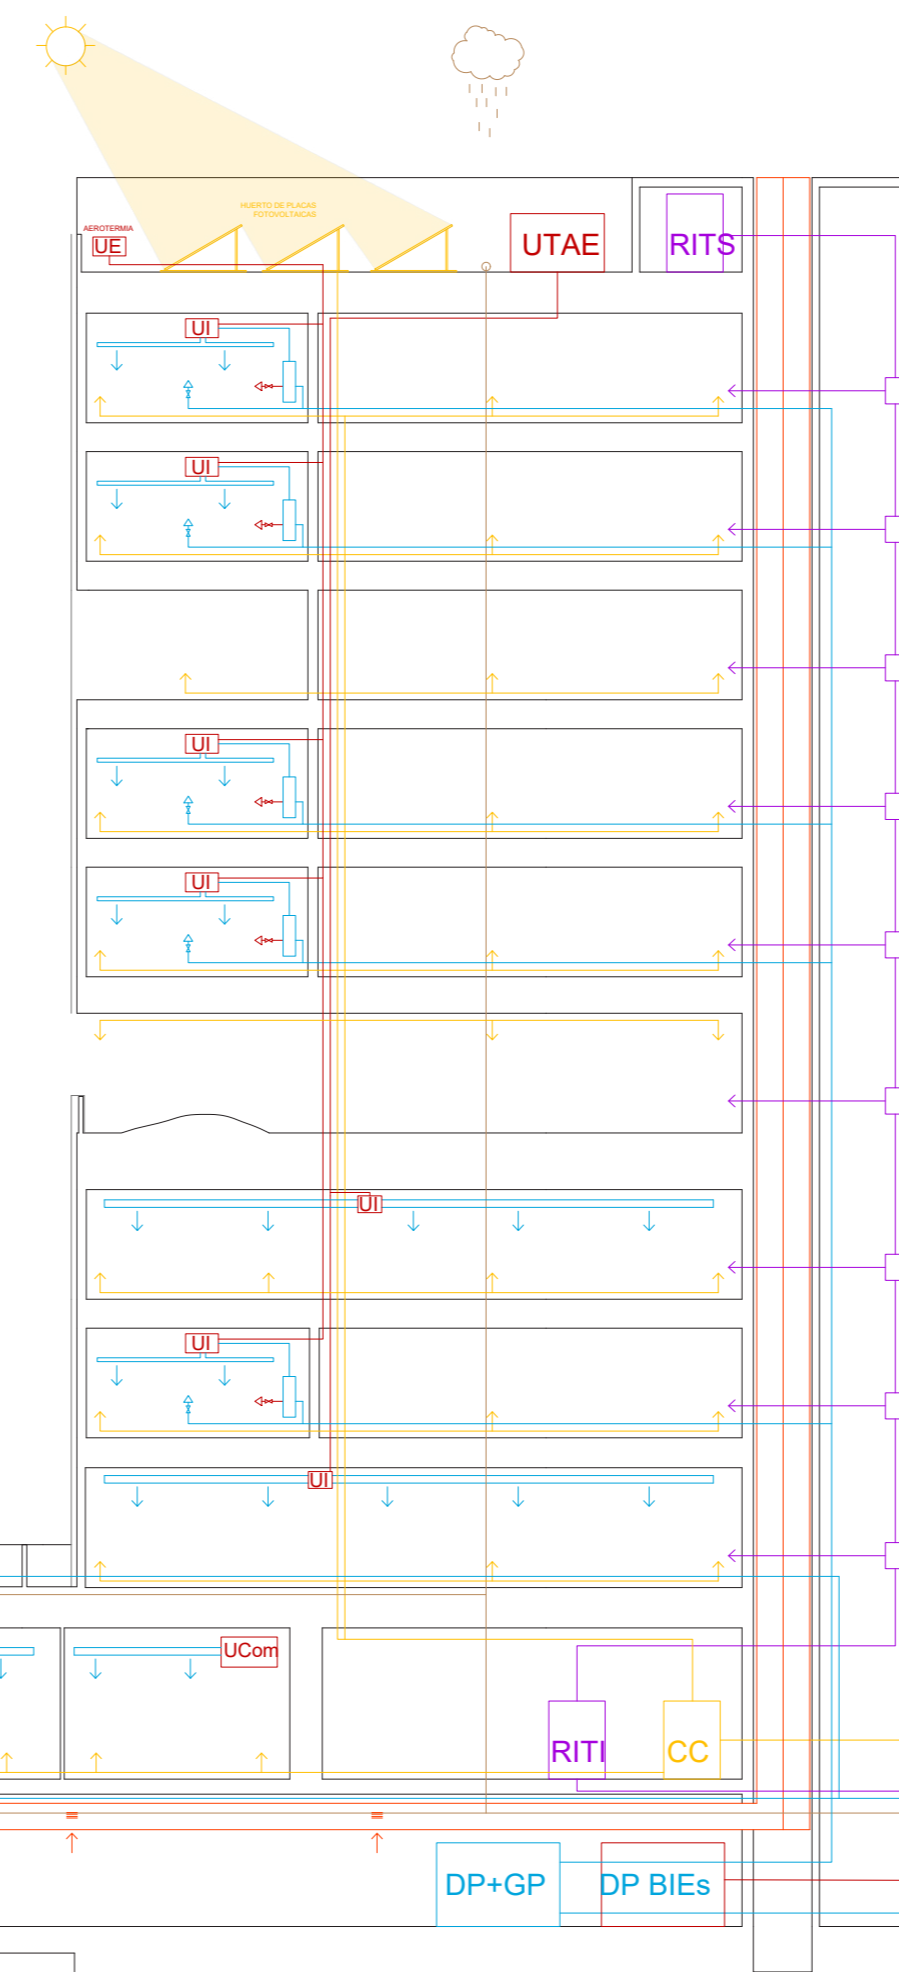 HUERTO DE PLACAS
FOTOVOLTAICAS
AEROTERMIA
UE
UTAE
RITS
UI
UI
UI
UI
UI
UI
UI
UCom
RITI
CC
DP+GP
DP BIEs